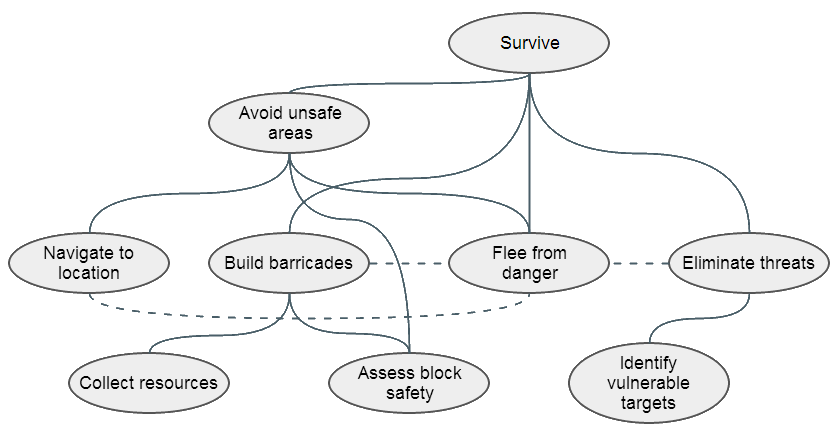 Survive
Avoid unsafe
areas
Navigate to
location
Build barricades
Flee from
danger
Eliminate threats
Collect resources
Assess block
safety
Identify
vulnerable
targets